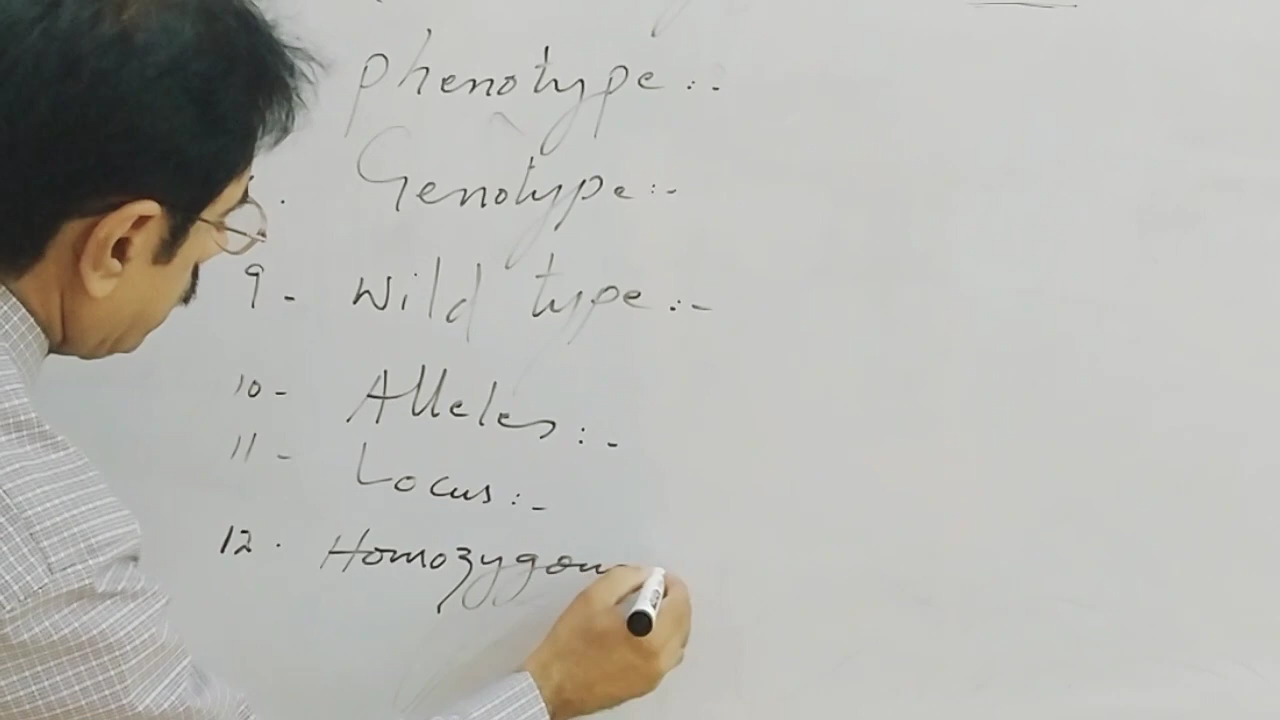 phenotype:-
. Genotype:-
9- Wild type:-
10- Alleles:-
11- Locus:-
12. Homozygou